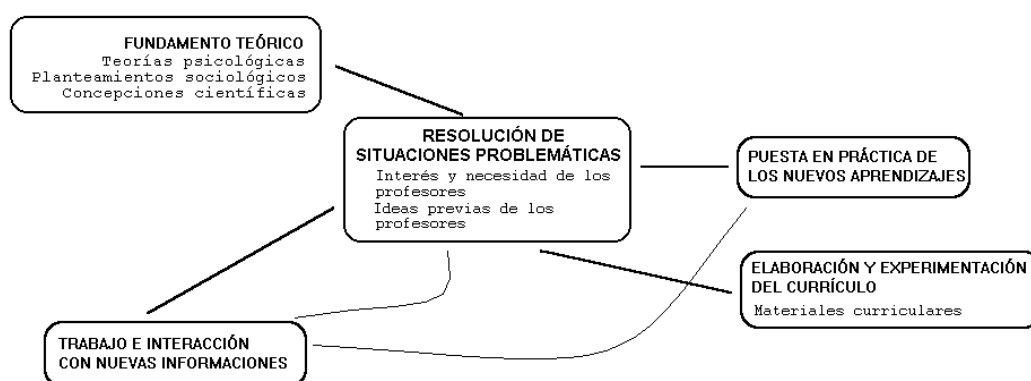 FUNDAMENTO TEÓRICO
Teorías psicológicas
Planteamientos sociológicos
Concepciones científicas
RESOLUCIÓN DE
SITUACIONES PROBLEMÁTICAS
Interés y necesidad de los
profesores
Ideas previas de los
profesores
PUESTA EN PRÁCTICA DE
LOS NUEVOS APRENDIZAJES
ELABORACIÓN Y EXPERIMENTACIÓN
DEL CURRÍCULO
Materiales curriculares
TRABAJO E INTERACCIÓN
CON NUEVAS INFORMACIONES